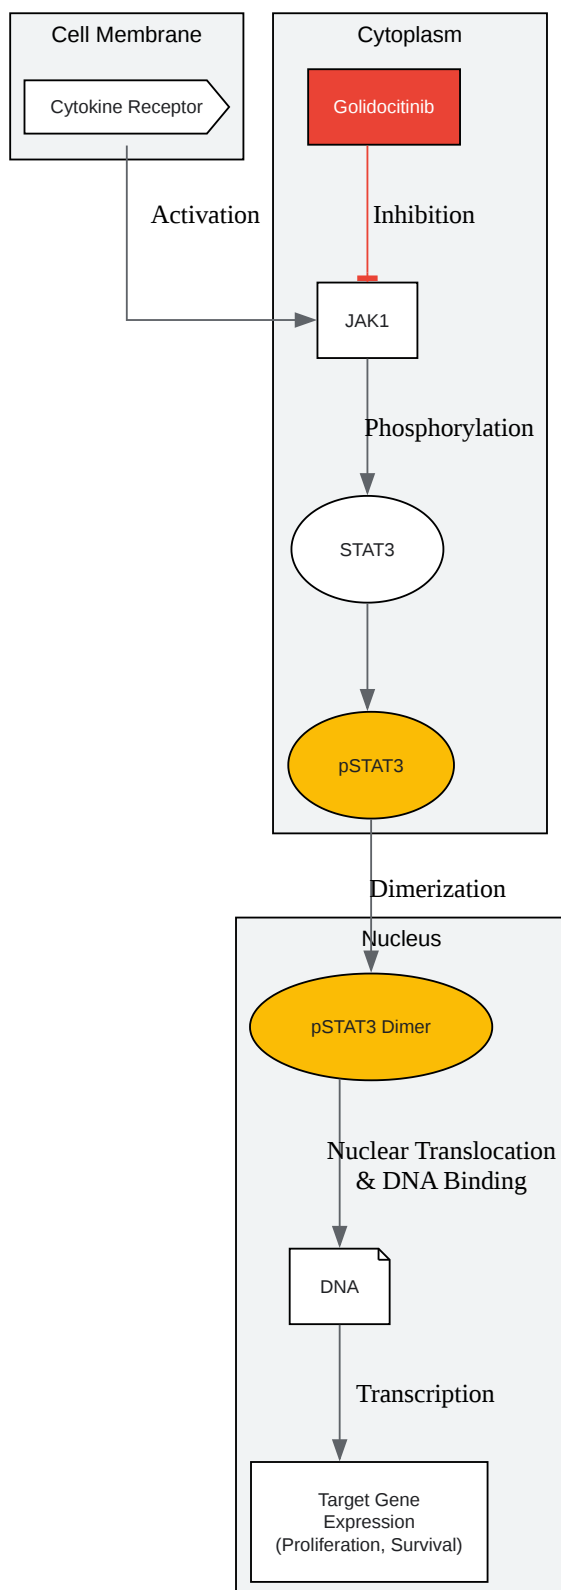 Cell Membrane
Cytoplasm
Cytokine Receptor
Golidocitinib
Activation
Inhibition
JAK1
Phosphorylation
STAT3
pSTAT3
Dimerization
Nucleus
pSTAT3 Dimer
Nuclear Translocation
& DNA Binding
DNA
Transcription
Target Gene
Expression
(Proliferation, Survival)